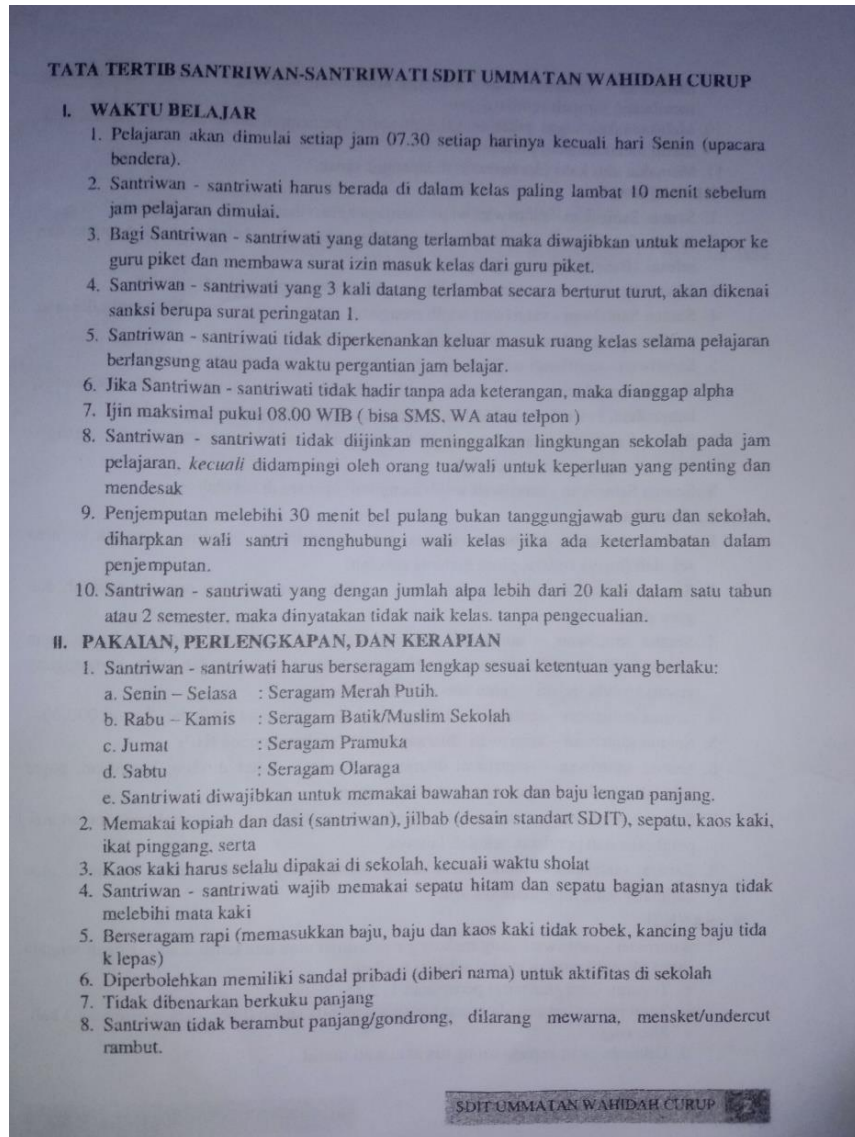 TATA TERTIB SANTRIWAN-SANTRIWATI SDIT UMMATAN WAHIDAH CURUP
I. WAKTU BELAJAR
1. Pelajaran akan dimulai setiap jam 07.30 setiap harinya kecuali hari Senin (upacara
bendera).
2. Santriwan - santriwati harus berada di dalam kelas paling lambat 10 menit sebelum
jam pelajaran dimulai.
3. Bagi Santriwan - santriwati yang datang terlambat maka diwajibkan untuk melapor ke
guru piket dan membawa surat izin masuk kelas dari guru piket.
4. Santriwan - santriwati yang 3 kali datang terlambat secara berturut turut, akan dikenai
sanksi berupa surat peringatan 1.
5. Santriwan - santriwati tidak diperkenankan keluar masuk ruang kelas selama pelajaran
berlangsung atau pada waktu pergantian jam belajar.
6. Jika Santriwan - santriwati tidak hadir tanpa ada keterangan, maka dianggap alpha
7. Ijin maksimal pukul 08.00 WIB ( bisa SMS, WA atau telpon )
8. Santriwan - santriwati tidak diijinkan meninggalkan lingkungan sekolah pada jam
pelajaran, kecuali didampingi oleh orang tua/wali untuk keperluan yang penting dan
mendesak
9. Penjemputan melebihi 30 menit bel pulang bukan tanggungjawab guru dan sekolah,
diharpkan wali santri menghubungi wali kelas jika ada keterlambatan dalam
penjemputan.
10. Santriwan - santriwati yang dengan jumlah alpa lebih dari 20 kali dalam satu tahun
atau 2 semester, maka dinyatakan tidak naik kelas. tanpa pengecualian.
II. PAKAIAN, PERLENGKAPAN, DAN KERAPIAN
1. Santriwan - santriwati harus berseragam lengkap sesuai ketentuan yang berlaku:
a. Senin – Selasa : Seragam Merah Putih.
b. Rabu – Kamis : Seragam Batik/Muslim Sekolah
c. Jumat : Seragam Pramuka
d. Sabtu : Seragam Olaraga
e. Santriwati diwajibkan untuk memakai bawahan rok dan baju lengan panjang.
2. Memakai kopiah dan dasi (santriwan), jilbab (desain standart SDIT), sepatu, kaos kaki,
ikat pinggang, serta
3. Kaos kaki harus selalu dipakai di sekolah, kecuali waktu sholat
4. Santriwan - santriwati wajib memakai sepatu hitam dan sepatu bagian atasnya tidak
melebihi mata kaki
5. Berseragam rapi (memasukkan baju, baju dan kaos kaki tidak robek, kancing baju tida
k lepas)
6. Diperbolehkan memiliki sandal pribadi (diberi nama) untuk aktifitas di sekolah
7. Tidak dibenarkan berkuku panjang
8. Santriwan tidak berambut panjang/gondrong, dilarang mewarna, mensket/undercut
rambut.
SDIT UMMATAN WAHIDAH CURUP 2